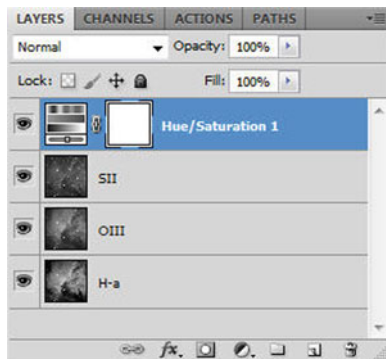 LAYERS CHANNELS ACTIONS PATHS
Normal Opacity: 100%
Lock: Fill: 100%
Hue/Saturation 1
SII
OIII
H-a
fx.